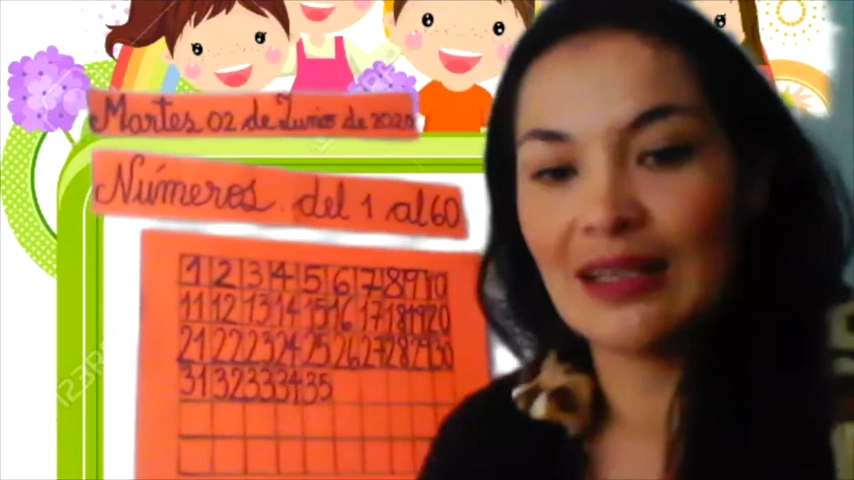 Martes 02 de Junio de 2020
Números del 1 al 60
1 2 3 4 5 6 7 8 9 10
11 12 13 14 15 16 17 18 19 20
21 22 23 24 25 26 27 28 29 30
31 32 33 34 35